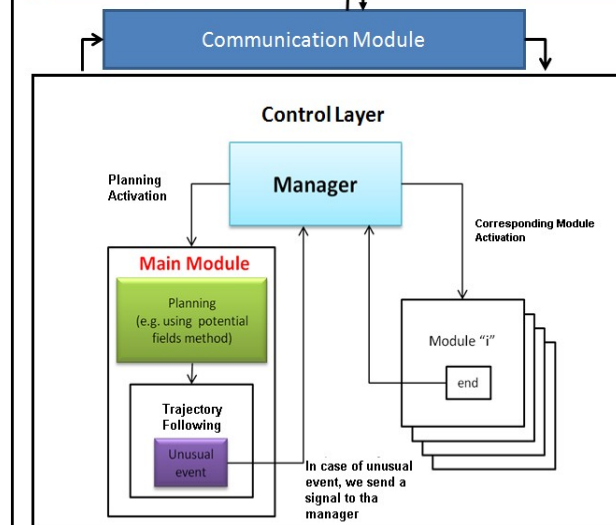 Communication Module
Control Layer
Manager
Planning
Activation
Corresponding Module
Activation
Main Module
Planning
(e.g. using potential
fields method)
Module “i”
end
Trajectory
Following
Unusual
event
In case of unusual
event, we send a
signal to tha
manager